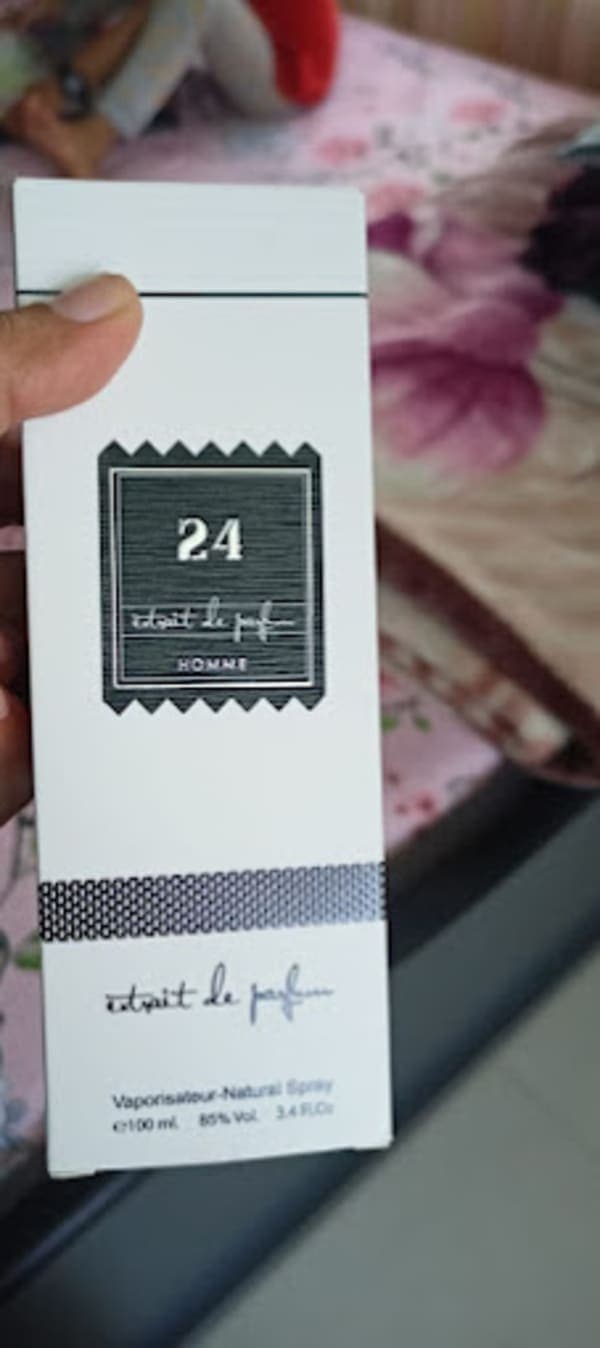 24
extrait de parfum
HOMME
extrait de parfum
Vaporisateur-Natural Spray
℮100 ml. 85% Vol. 3.4 Fl.Oz